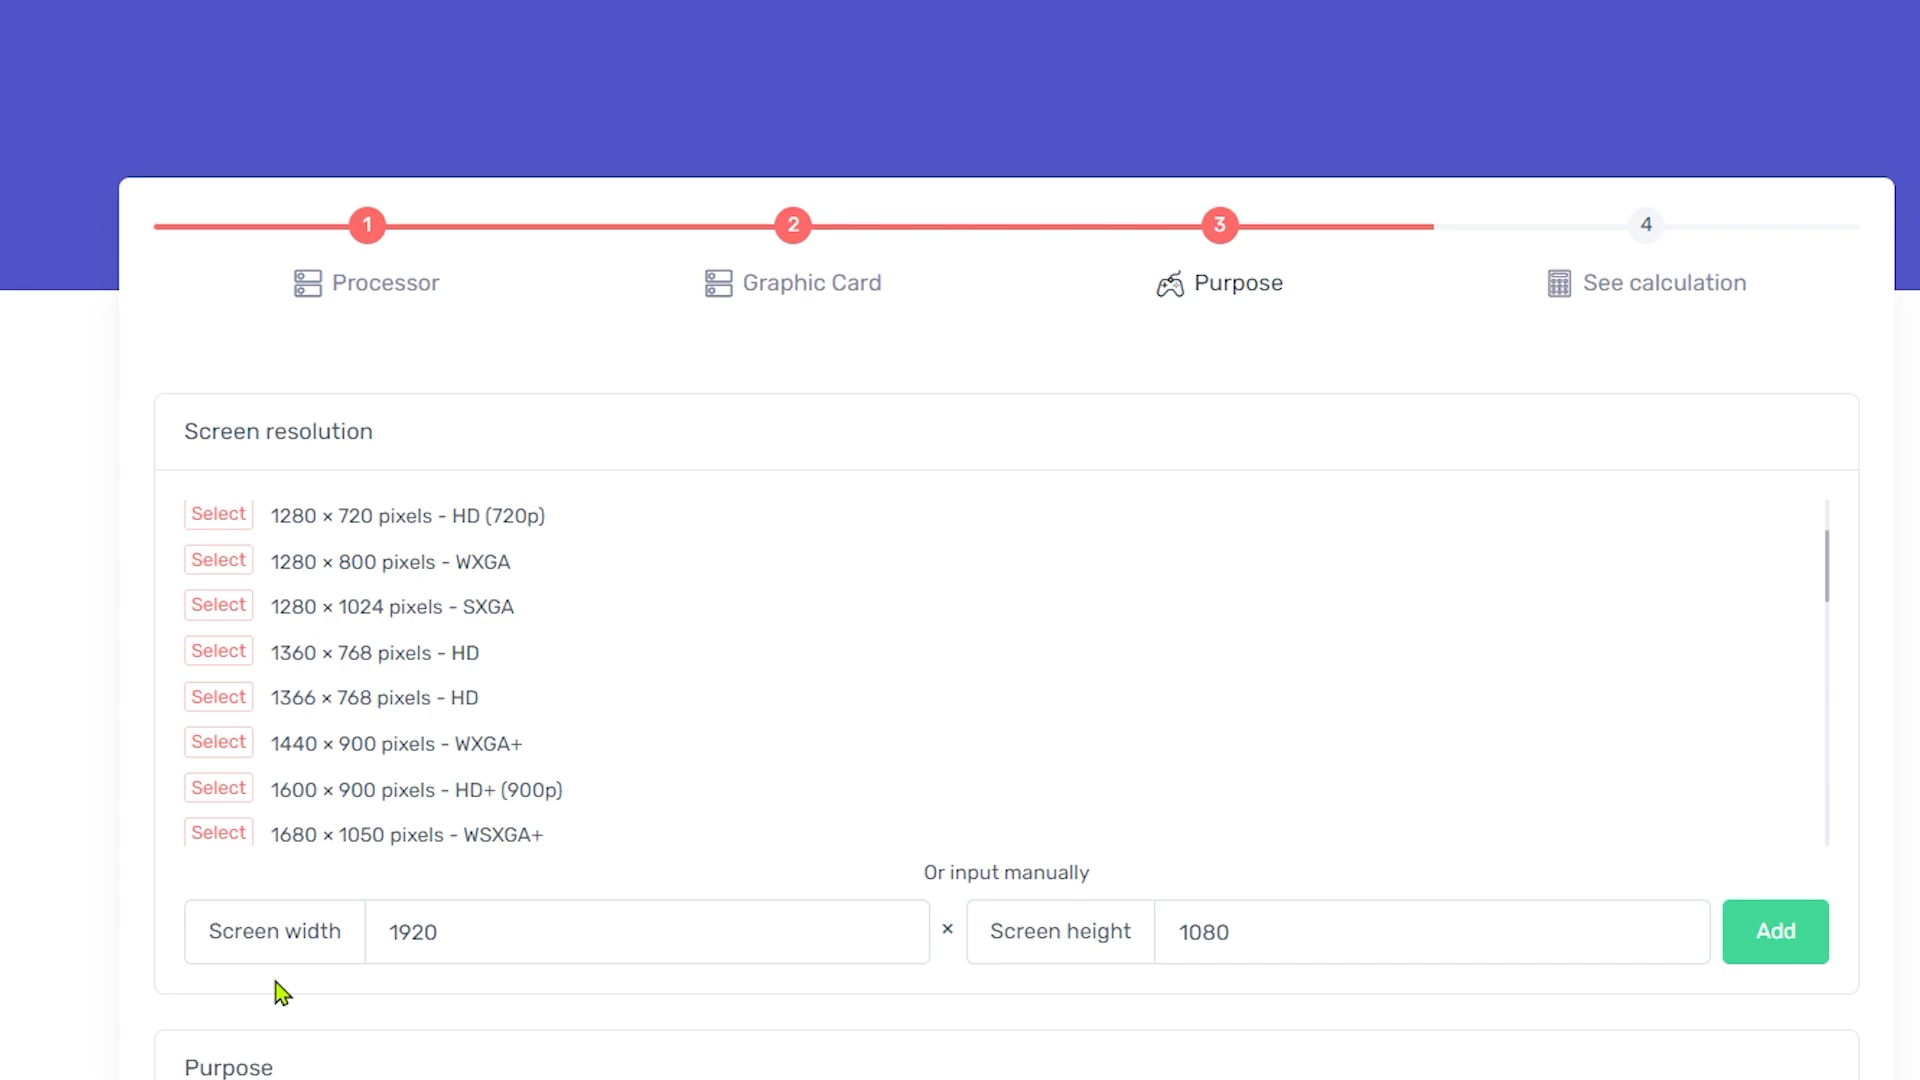 1 2 3 4
Processor Graphic Card Purpose See calculation
Screen resolution
Select 1280 × 720 pixels - HD (720p)
Select 1280 × 800 pixels - WXGA
Select 1280 × 1024 pixels - SXGA
Select 1360 × 768 pixels - HD
Select 1366 × 768 pixels - HD
Select 1440 × 900 pixels - WXGA+
Select 1600 × 900 pixels - HD+ (900p)
Select 1680 × 1050 pixels - WSXGA+
Or input manually
Screen width 1920 × Screen height 1080 Add
Purpose